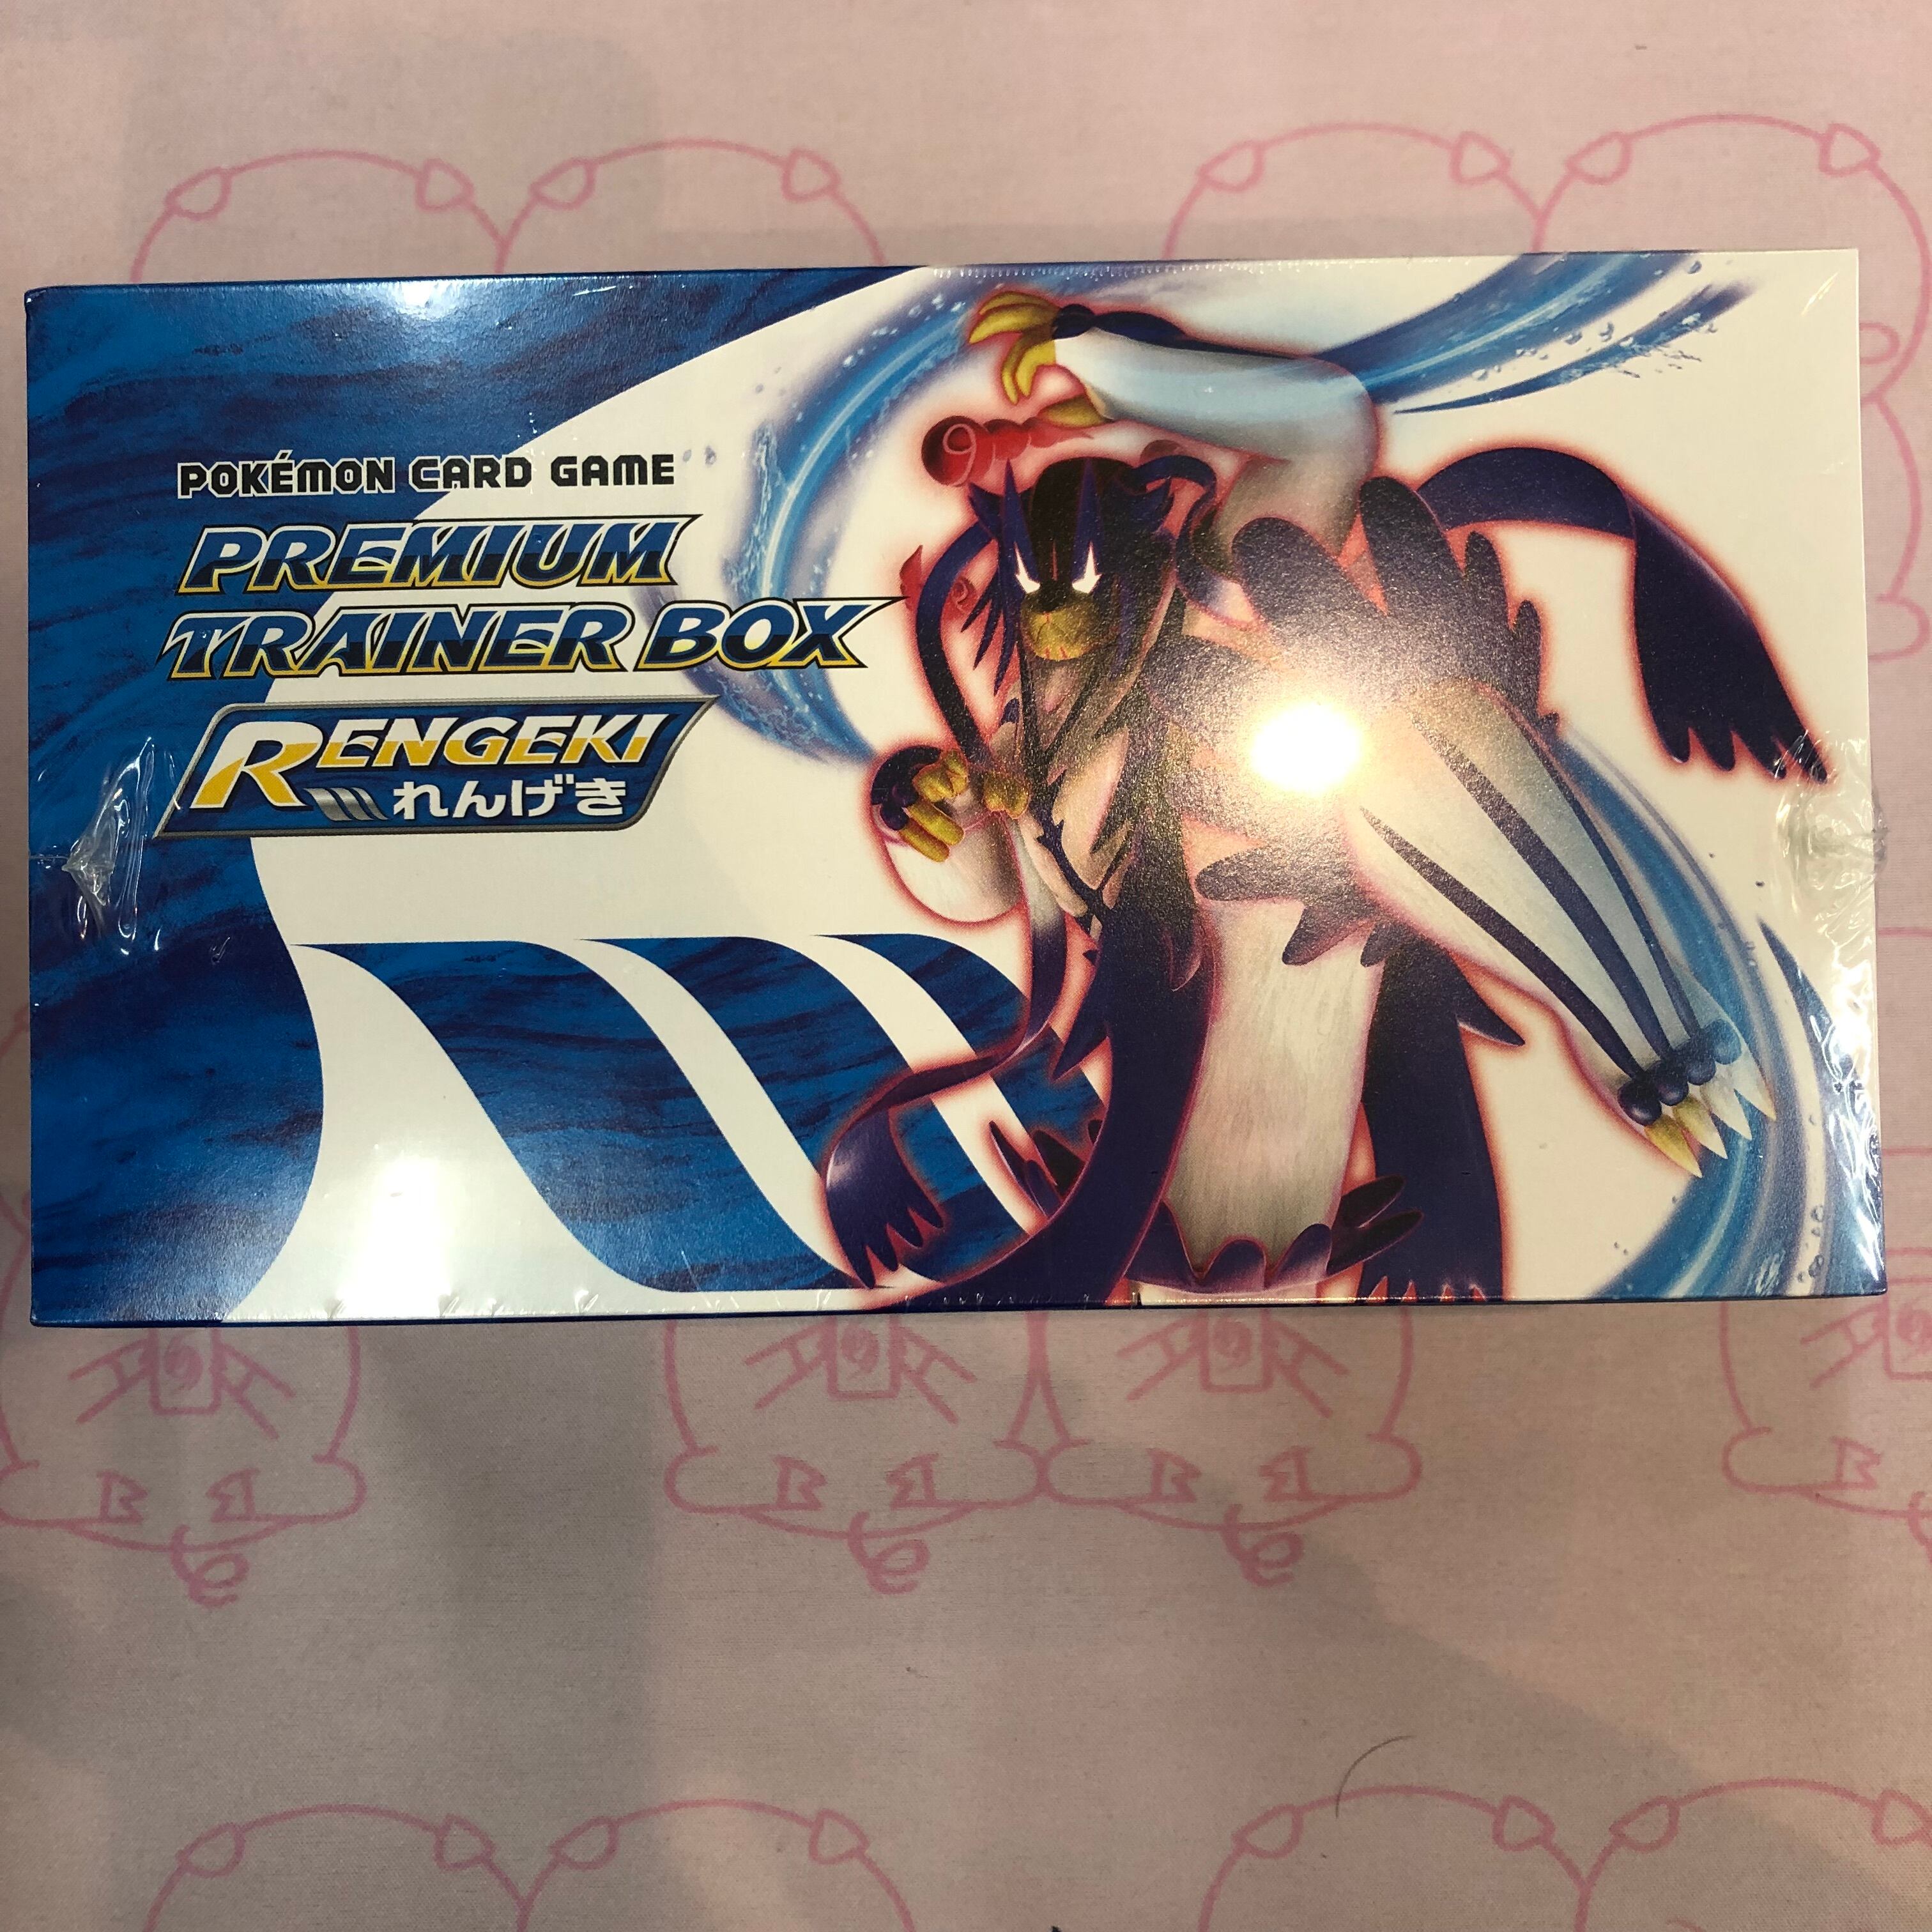 POKÉMON CARD GAME
PREMIUM
TRAINER BOX
RENGEKI
れんげき